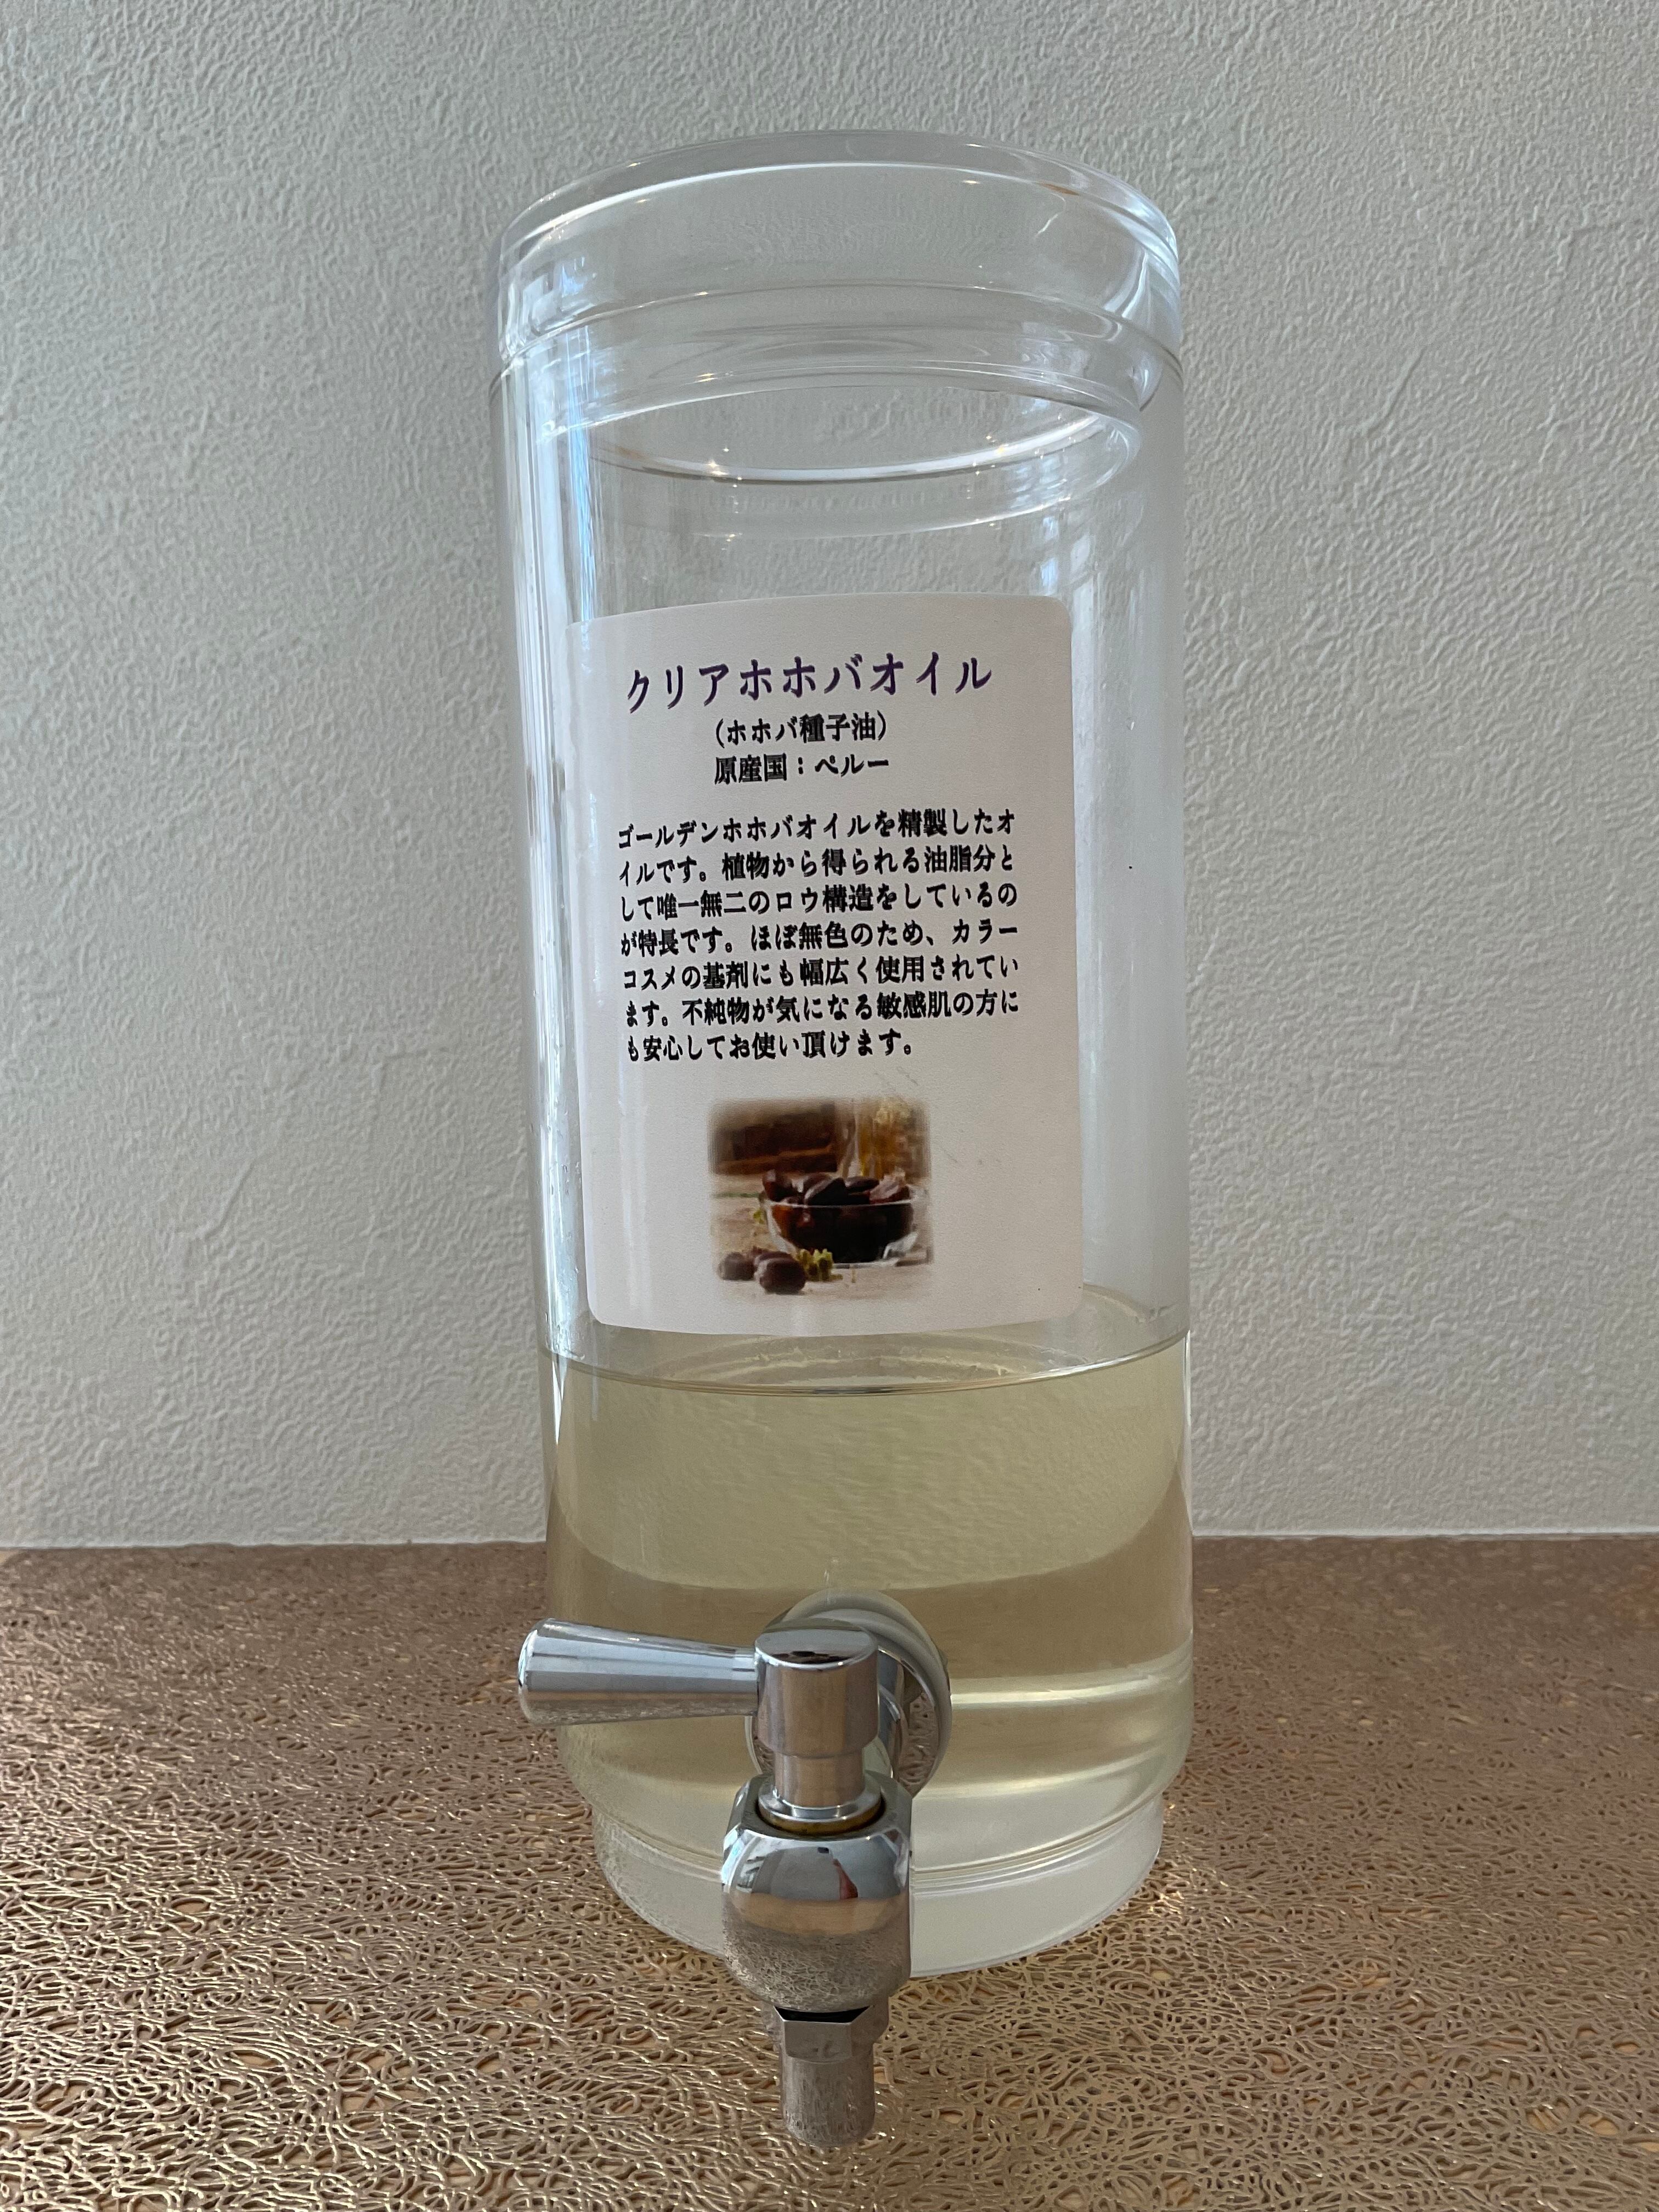 クリアホホバオイル
(ホホバ種子油)
原産国：ペルー
ゴールデンホホバオイルを精製したオ
イルです。植物から得られる油脂分と
して唯一無二のロウ構造をしているの
が特長です。ほぼ無色のため、カラー
コスメの基剤にも幅広く使用されてい
ます。不純物が気になる敏感肌の方に
も安心してお使い頂けます。